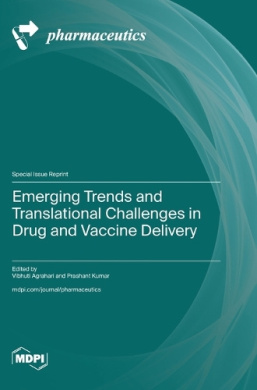 pharmaceutics
Special Issue Reprint
Emerging Trends and
Translational Challenges in
Drug and Vaccine Delivery
Edited by
Vibhuti Agrahari and Prashant Kumar
mdpi.com/journal/pharmaceutics
MDPI